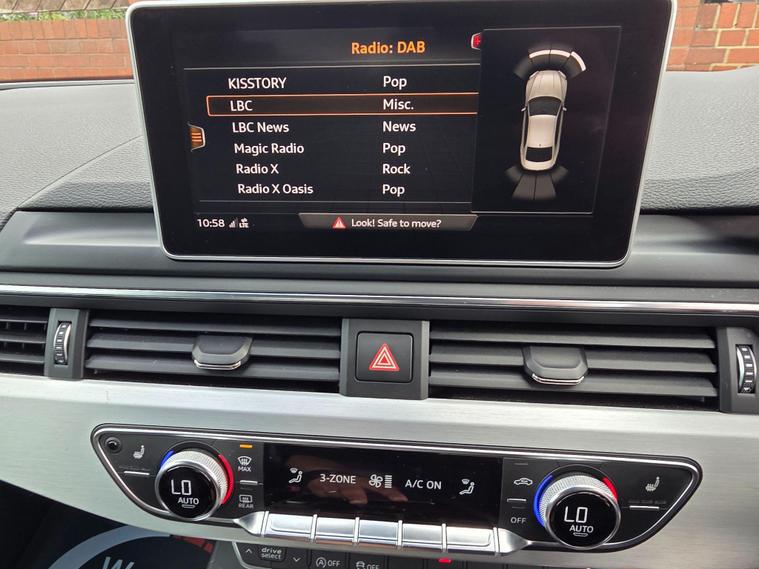 Radio: DAB
KISSTORY Pop
LBC Misc.
LBC News News
Magic Radio Pop
Radio X Rock
Radio X Oasis Pop
10:58 LTE Look! Safe to move?
MAX
LO
AUTO
REAR
3-ZONE A/C ON
OFF
LO
AUTO
drive
select
OFF
OFF
W